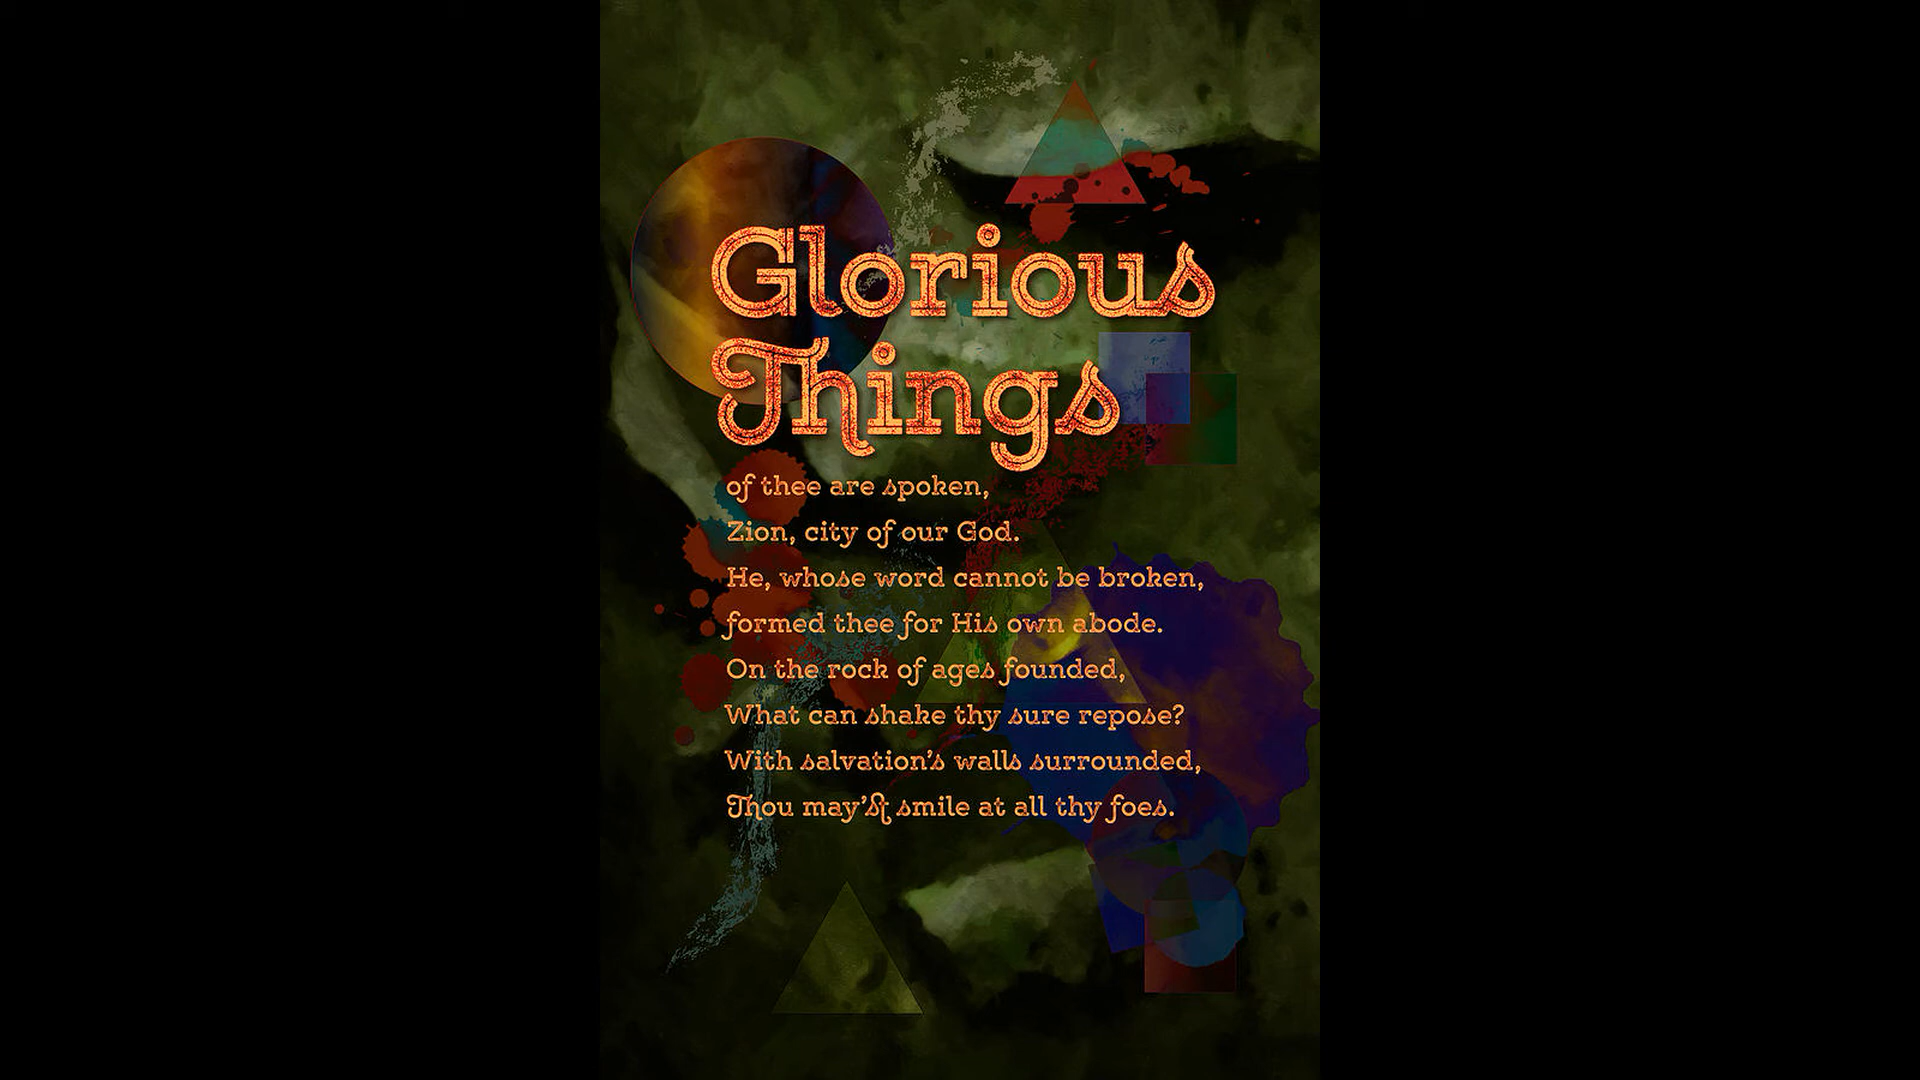 Glorious
Things
of thee are spoken,
Zion, city of our God.
He, whose word cannot be broken,
formed thee for His own abode.
On the rock of ages founded,
What can shake thy sure repose?
With salvation's walls surrounded,
Thou may'st smile at all thy foes.